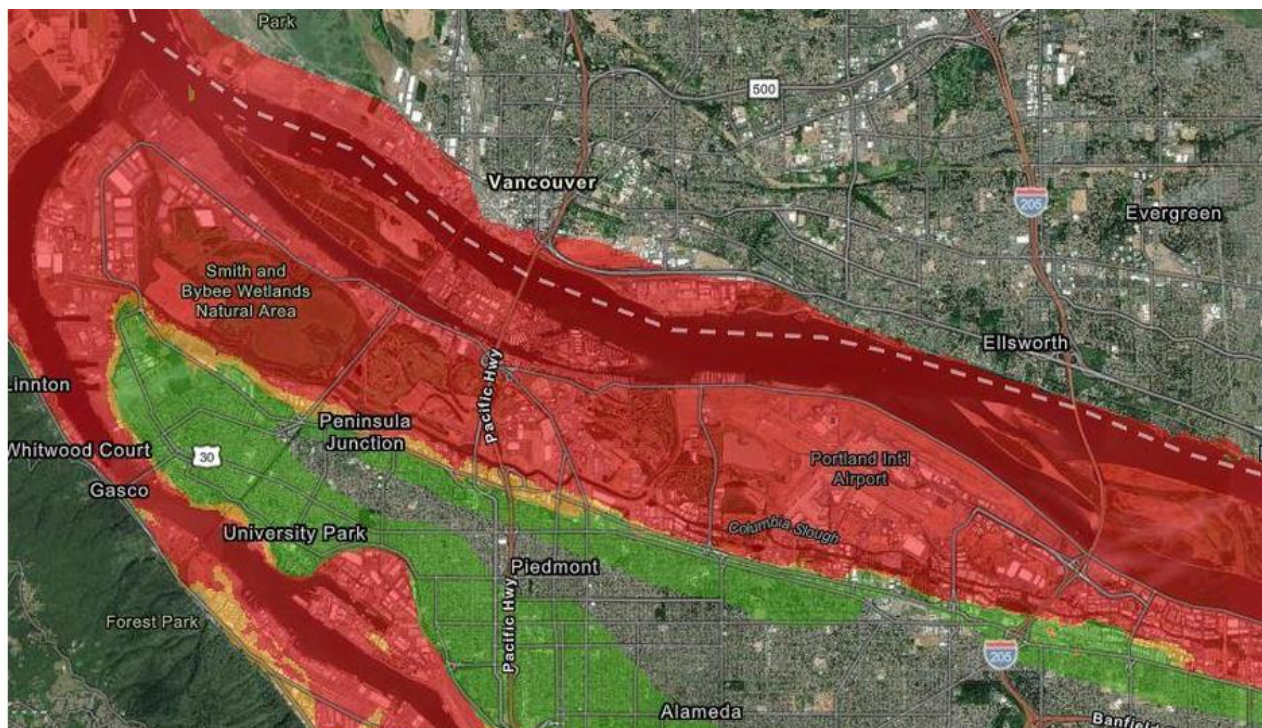 Park
500
Vancouver
205
Evergreen
Smith and
Bybee Wetlands
Natural Area
Ellsworth
Linnton
Pacific Hwy
Peninsula
Junction
Whitwood Court
30
Portland Int'l
Airport
Gasco
University Park
Columbia Slough
Piedmont
Pacific Hwy
Forest Park
205
Alameda